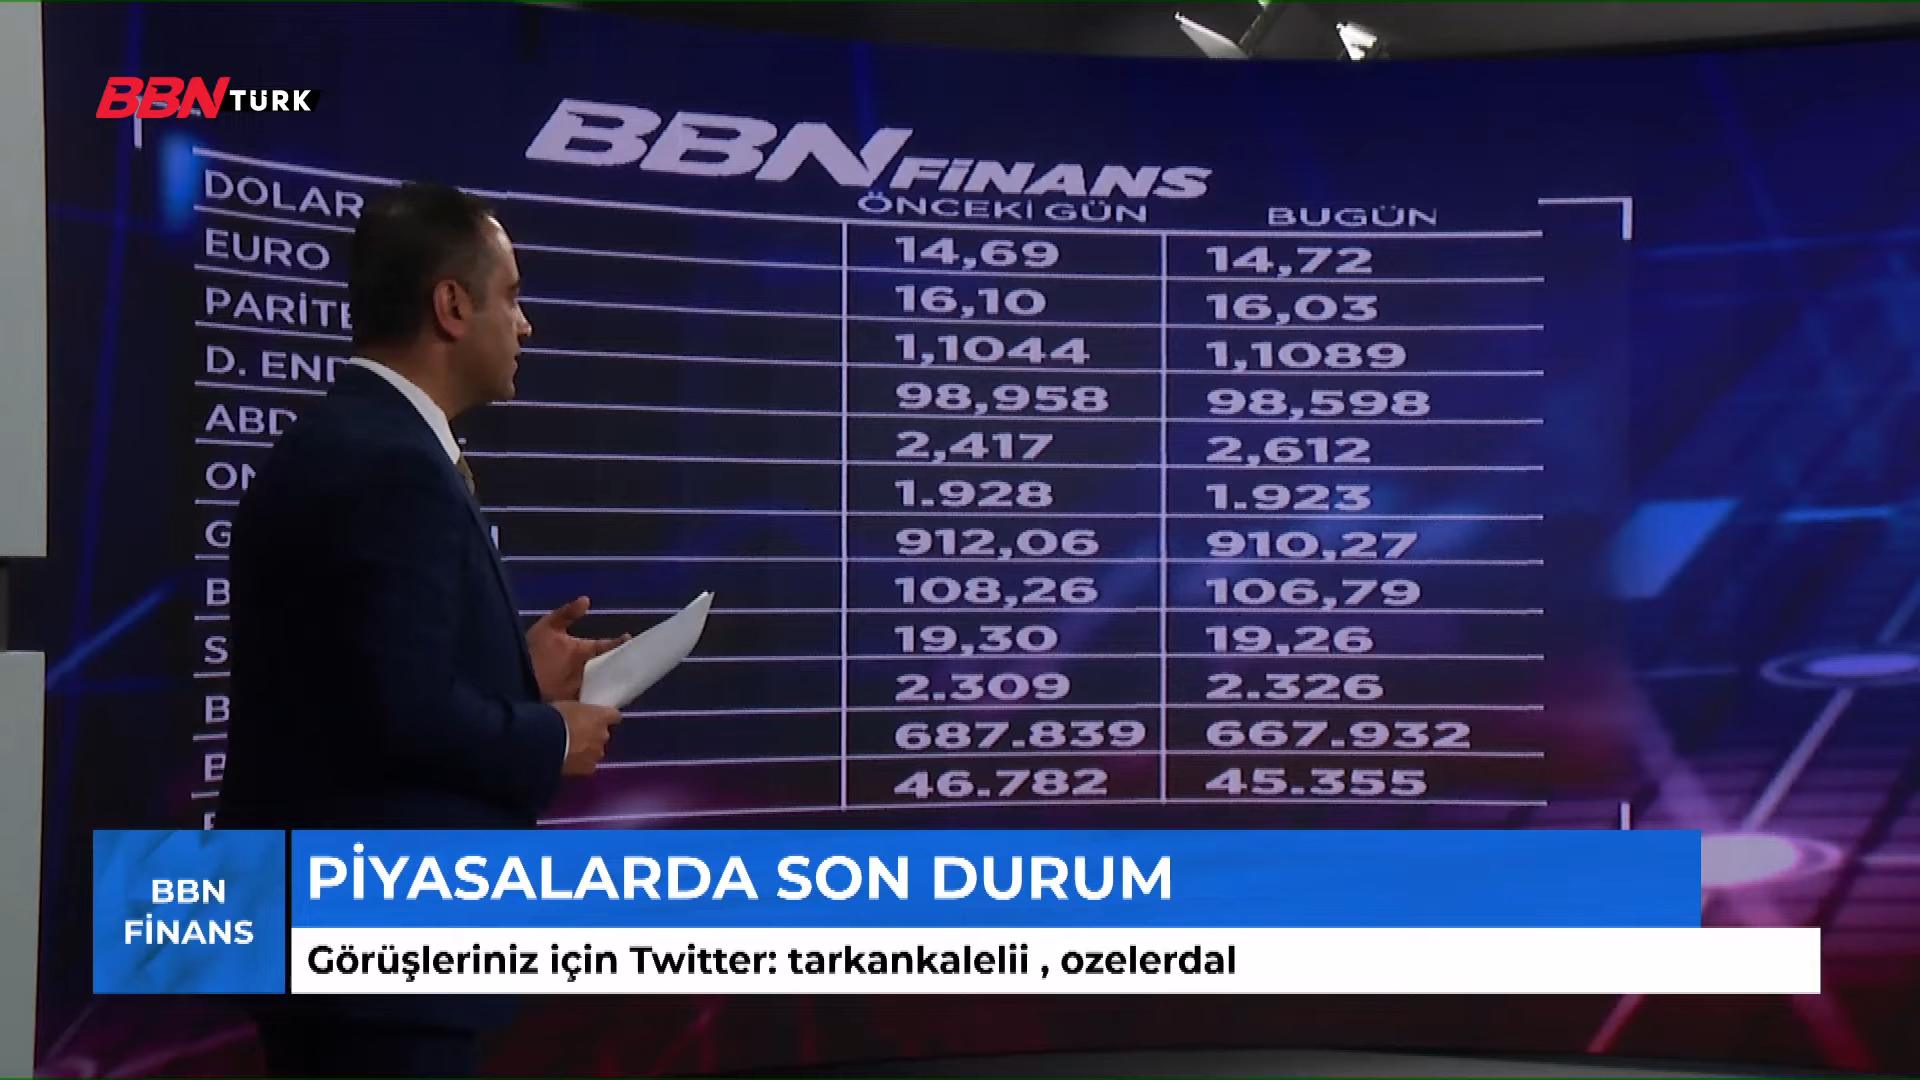 BBN TÜRK
BBN FİNANS
ÖNCEKİ GÜN BUGÜN
DOLAR 14,69 14,72
EURO 16,10 16,03
PARİTE 1,1044 1,1089
D. END 98,958 98,598
ABD 2,417 2,612
ON 1.928 1.923
G 912,06 910,27
B 108,26 106,79
S 19,30 19,26
B 2.309 2.326
B 687.839 667.932
46.782 45.355
BBN FİNANS
PİYASALARDA SON DURUM
Görüşleriniz için Twitter: tarkankalelii , ozelerdal